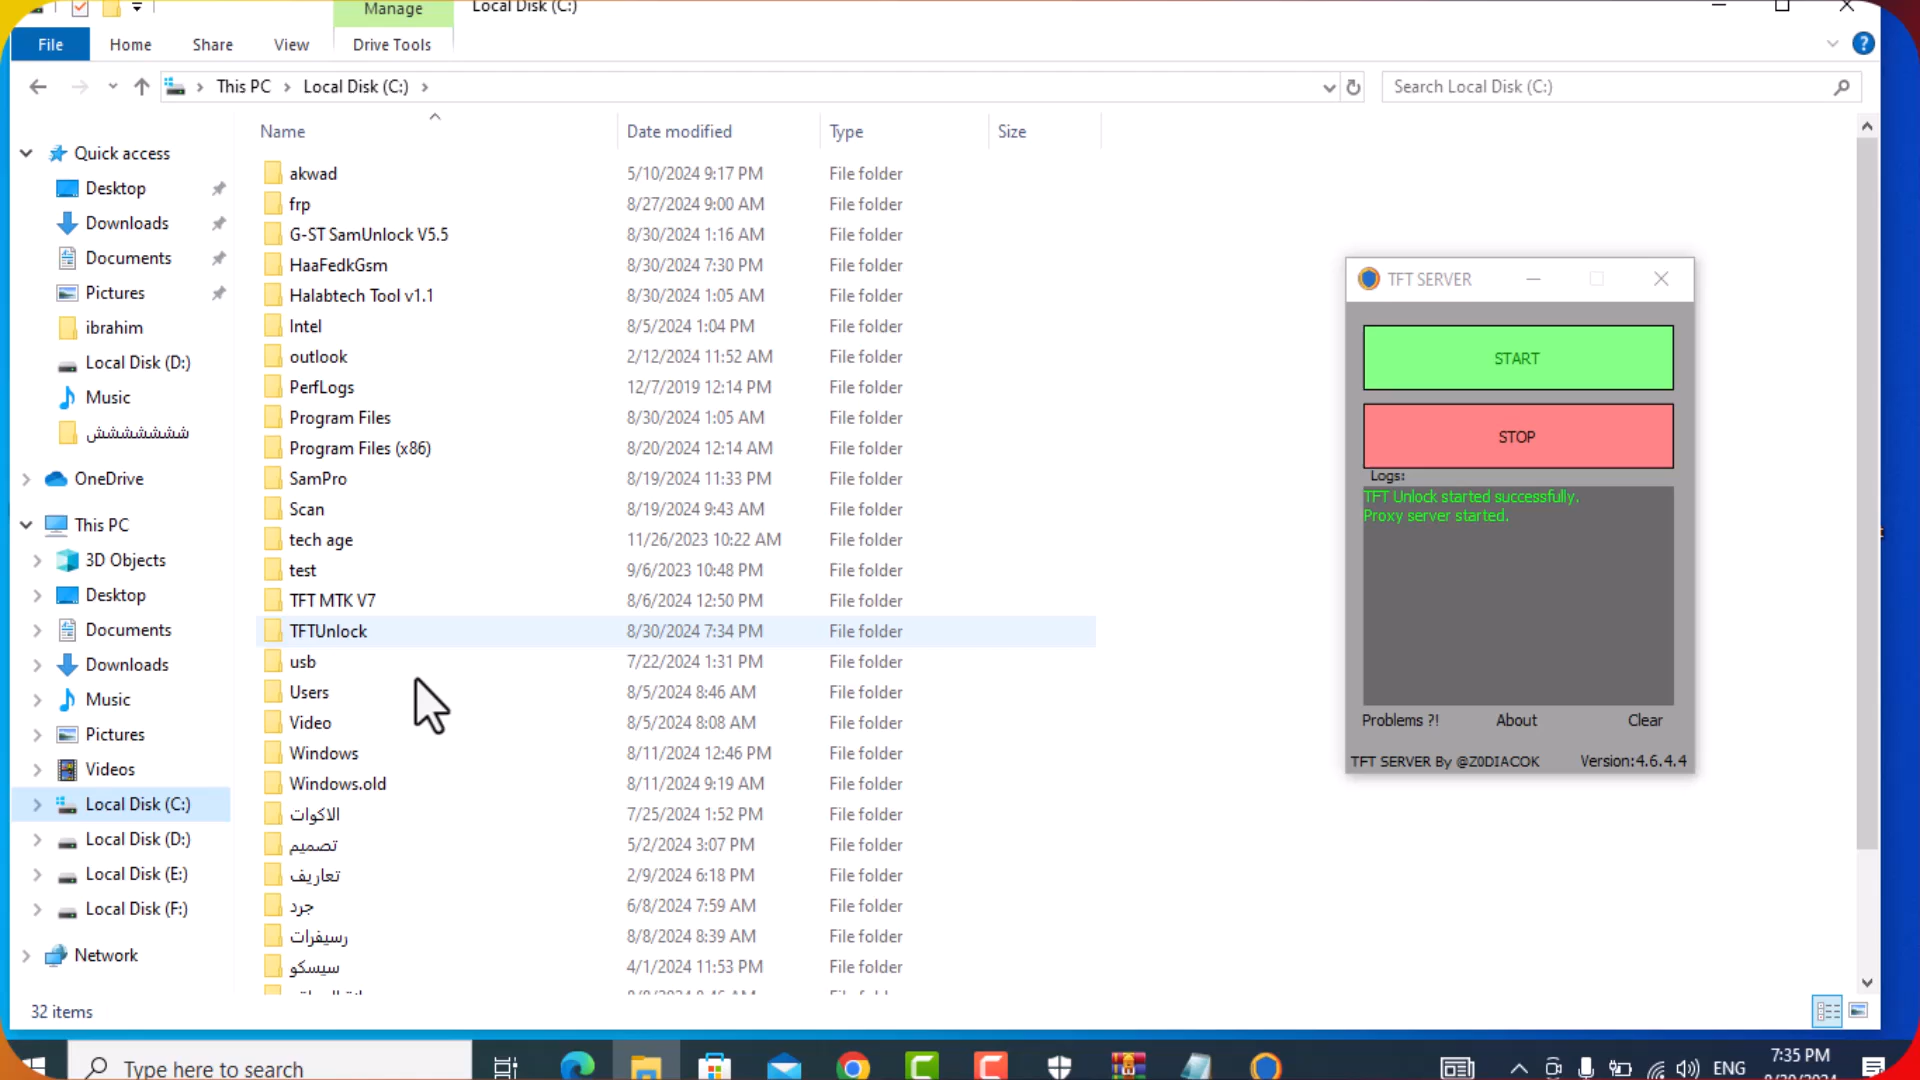 Manage
Local Disk (C:)
File
Home
Share
View
Drive Tools
This PC > Local Disk (C:) >
Search Local Disk (C:)
Name
Date modified
Type
Size
Quick access
Desktop
Downloads
Documents
Pictures
ibrahim
Local Disk (D:)
Music
شششششش
OneDrive
This PC
3D Objects
Desktop
Documents
Downloads
Music
Pictures
Videos
Local Disk (C:)
Local Disk (D:)
Local Disk (E:)
Local Disk (F:)
Network
akwad 5/10/2024 9:17 PM File folder
frp 8/27/2024 9:00 AM File folder
G-ST SamUnlock V5.5 8/30/2024 1:16 AM File folder
HaaFedkGsm 8/30/2024 7:30 PM File folder
Halabtech Tool v1.1 8/30/2024 1:05 AM File folder
Intel 8/5/2024 1:04 PM File folder
outlook 2/12/2024 11:52 AM File folder
PerfLogs 12/7/2019 12:14 PM File folder
Program Files 8/30/2024 1:05 AM File folder
Program Files (x86) 8/20/2024 12:14 AM File folder
SamPro 8/19/2024 11:33 PM File folder
Scan 8/19/2024 9:43 AM File folder
tech age 11/26/2023 10:22 AM File folder
test 9/6/2023 10:48 PM File folder
TFT MTK V7 8/6/2024 12:50 PM File folder
TFTUnlock 8/30/2024 7:34 PM File folder
usb 7/22/2024 1:31 PM File folder
Users 8/5/2024 8:46 AM File folder
Video 8/5/2024 8:08 AM File folder
Windows 8/11/2024 12:46 PM File folder
Windows.old 8/11/2024 9:19 AM File folder
الاكوات 7/25/2024 1:52 PM File folder
تصميم 5/2/2024 3:07 PM File folder
تعاريف 2/9/2024 6:18 PM File folder
جرد 6/8/2024 7:59 AM File folder
رسيفرات 8/8/2024 8:39 AM File folder
سيسكو 4/1/2024 11:53 PM File folder
32 items
TFT SERVER
START
STOP
Logs:
TFT Unlock started successfully.
Proxy server started.
Problems ?!
About
Clear
TFT SERVER By @Z0DIACOK
Version:4.6.4.4
Type here to search
ENG
7:35 PM